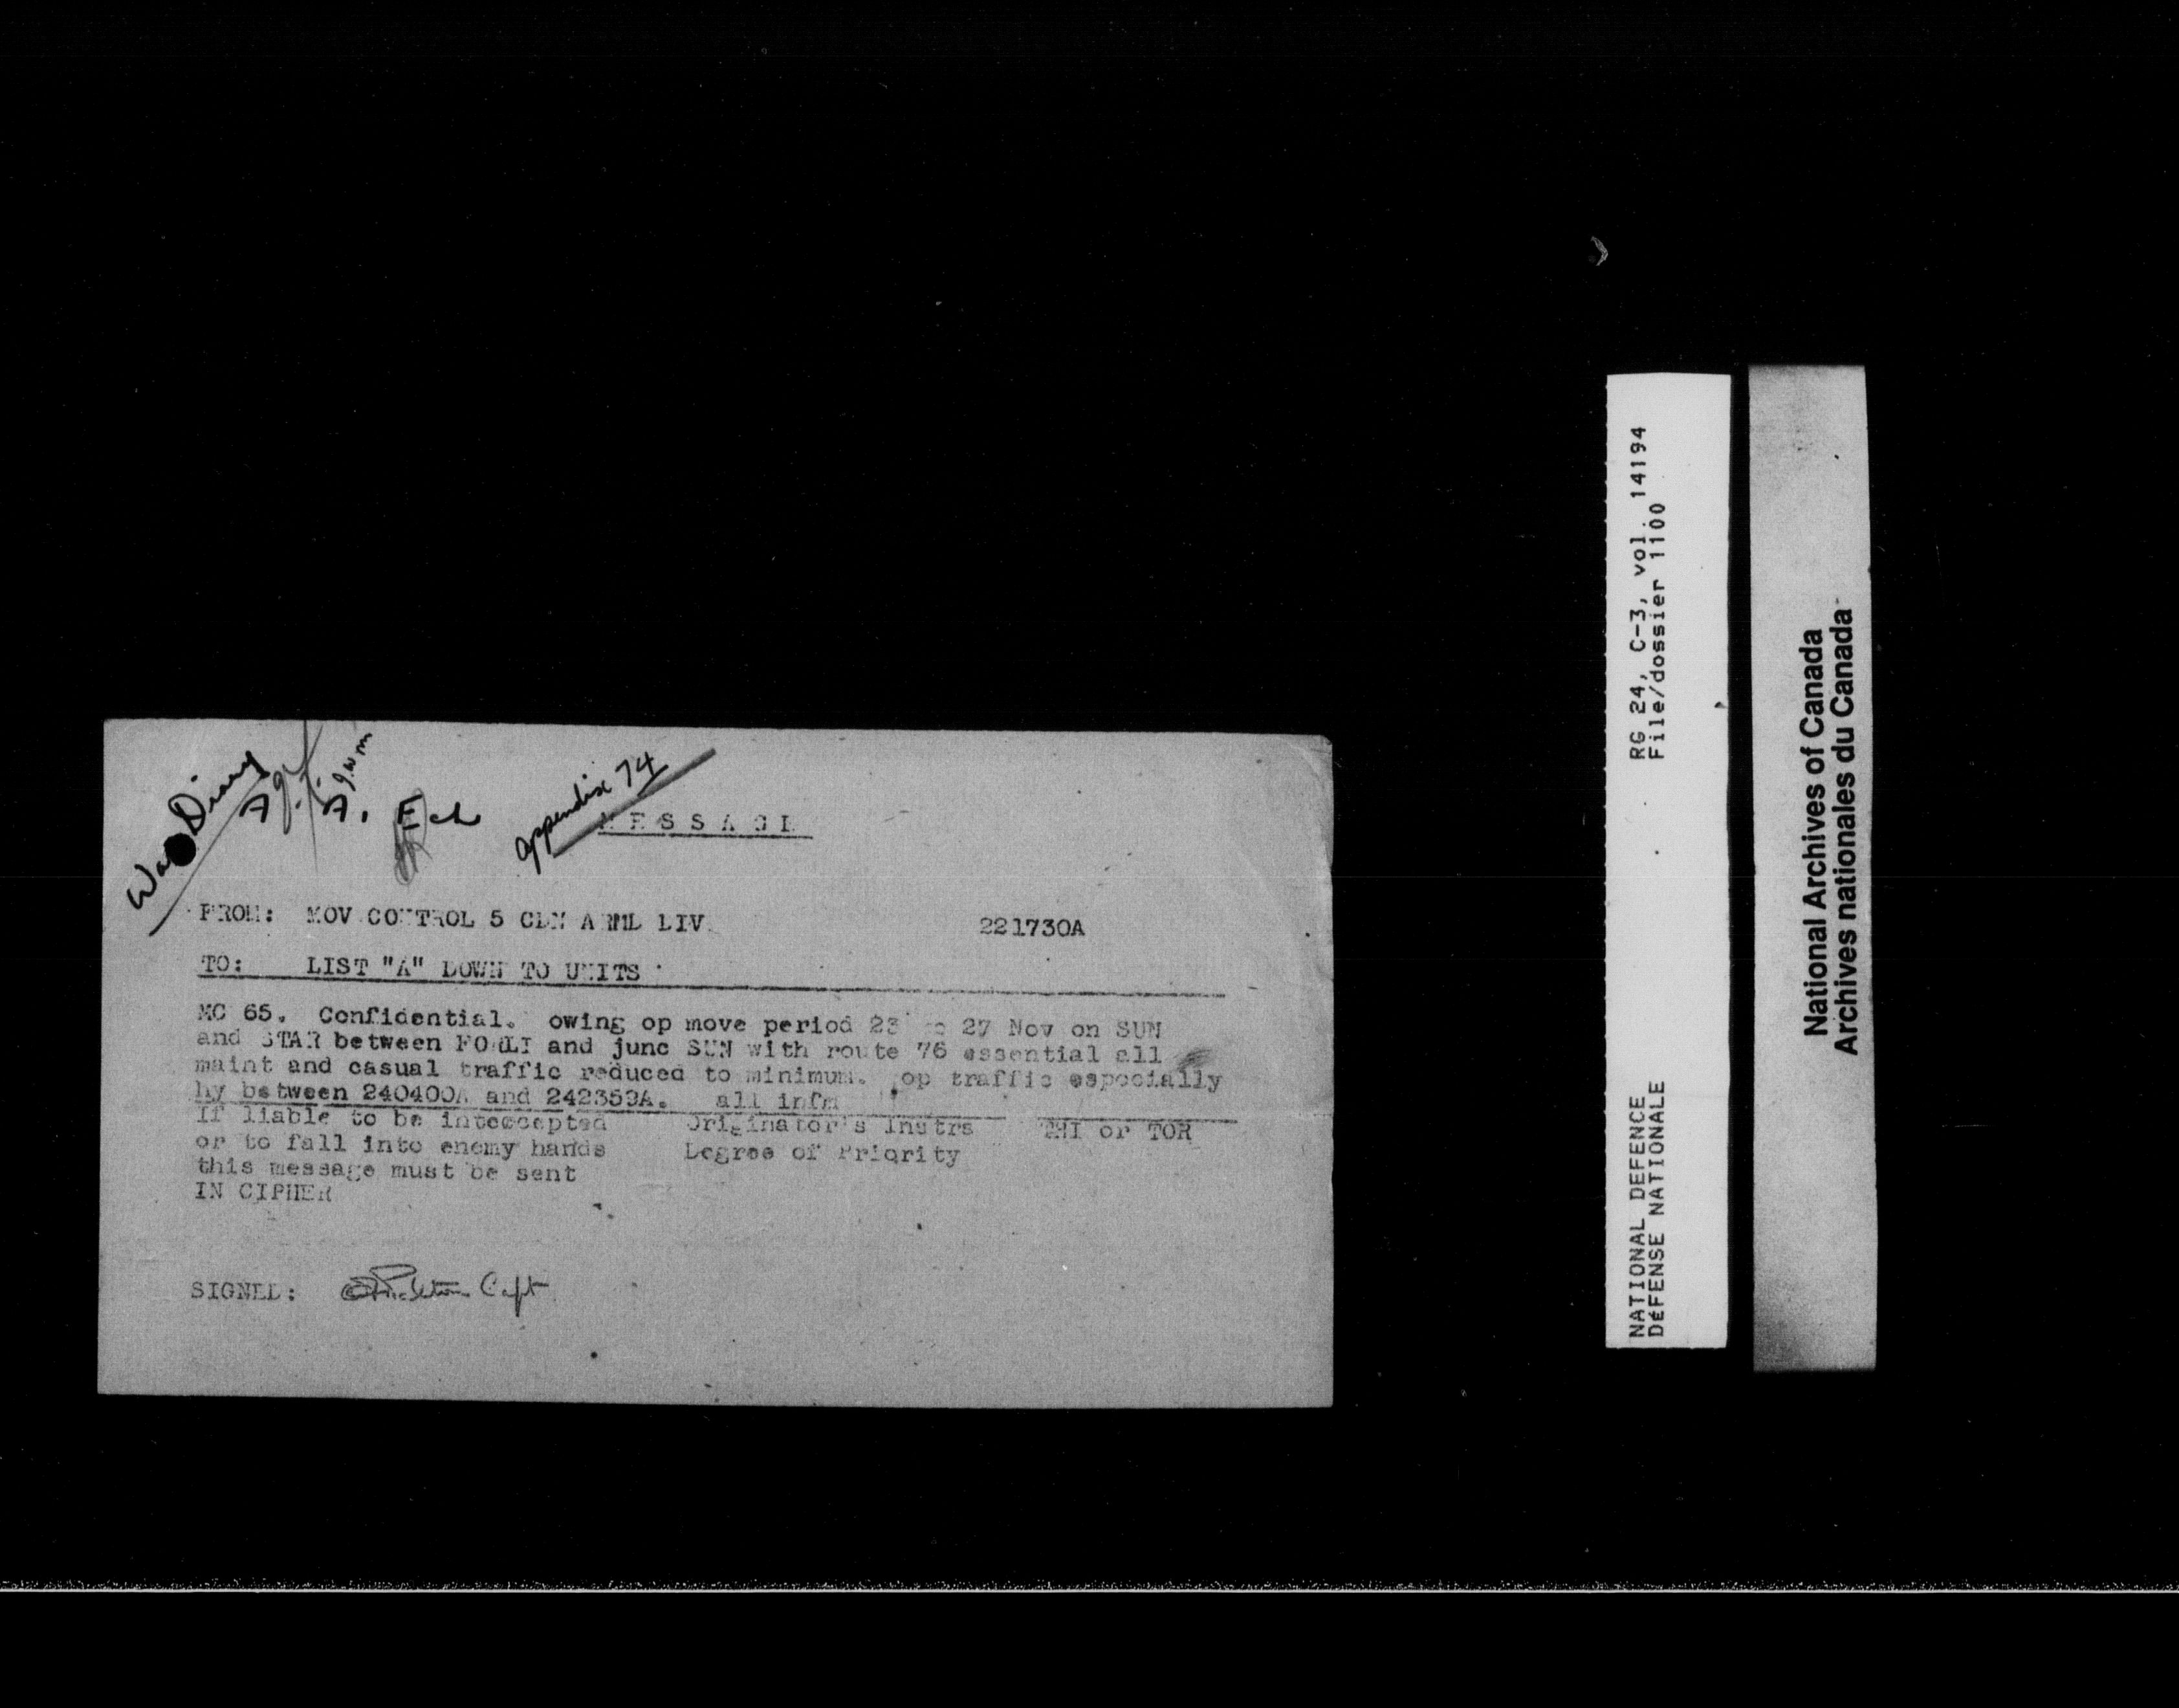 War Diary
A.
A.
Ech
Appendix 74
MESSAGE
FROM: MOV CONTROL 5 CDN ARMD DIV
221730A
TO: LIST "A" DOWN TO UNITS
MC 65. Confidential. owing op move period 23 to 27 Nov on SUN
and STAR between FORLI and junc SUN with route 76 essential all
maint and casual traffic reduced to minimum. op traffic especially
hy between 240400A and 242359A. all infm
If liable to be intercepted
or to fall into enemy hands
this message must be sent
IN CIPHER
Originator's Instrs
Degree of Priority
THI or TOR
SIGNED: Capt
RG 24, C-3, vol. 14194
File/dossier 1100
NATIONAL DEFENCE
DéFENSE NATIONALE
National Archives of Canada
Archives nationales du Canada